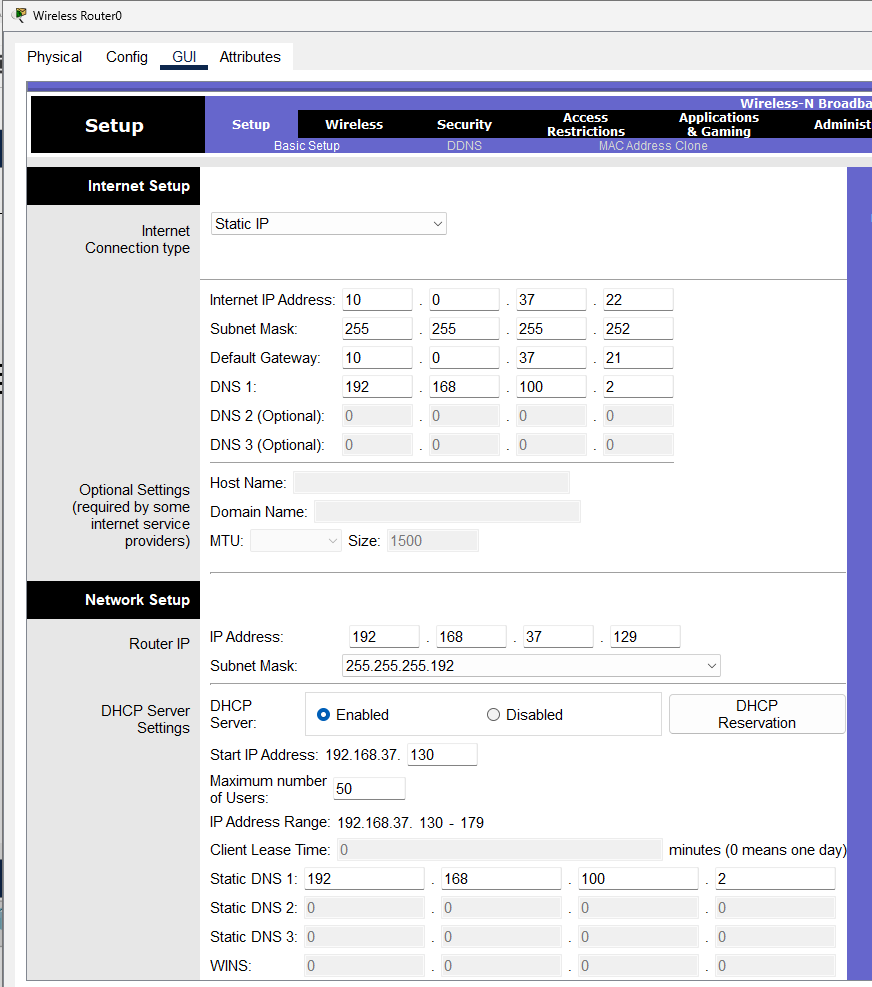 Wireless Router0
Physical Config GUI Attributes
Wireless-N Broadba
Setup
Setup Wireless Security Access Restrictions Applications & Gaming Administ
Basic Setup DDNS MAC Address Clone
Internet Setup
Internet Connection type
Static IP
Internet IP Address: 10 . 0 . 37 . 22
Subnet Mask: 255 . 255 . 255 . 252
Default Gateway: 10 . 0 . 37 . 21
DNS 1: 192 . 168 . 100 . 2
DNS 2 (Optional): 0 . 0 . 0 . 0
DNS 3 (Optional): 0 . 0 . 0 . 0
Optional Settings
(required by some
internet service
providers)
Host Name:
Domain Name:
MTU: Size: 1500
Network Setup
Router IP
IP Address: 192 . 168 . 37 . 129
Subnet Mask: 255.255.255.192
DHCP Server
Settings
DHCP Server: Enabled Disabled DHCP Reservation
Start IP Address: 192.168.37. 130
Maximum number
of Users: 50
IP Address Range: 192.168.37. 130 - 179
Client Lease Time: 0 minutes (0 means one day)
Static DNS 1: 192 . 168 . 100 . 2
Static DNS 2: 0 . 0 . 0 . 0
Static DNS 3: 0 . 0 . 0 . 0
WINS: 0 . 0 . 0 . 0